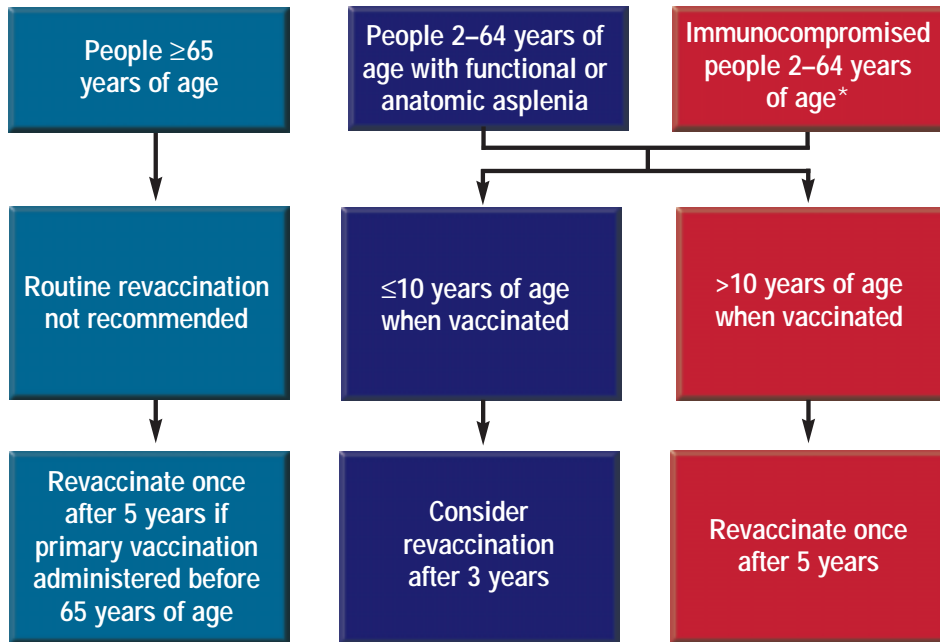 People ≥65
years of age
People 2–64 years of
age with functional or
anatomic asplenia
Immunocompromised
people 2–64 years
of age*
Routine revaccination
not recommended
≤10 years of age
when vaccinated
>10 years of age
when vaccinated
Revaccinate once
after 5 years if
primary vaccination
administered before
65 years of age
Consider
revaccination
after 3 years
Revaccinate once
after 5 years